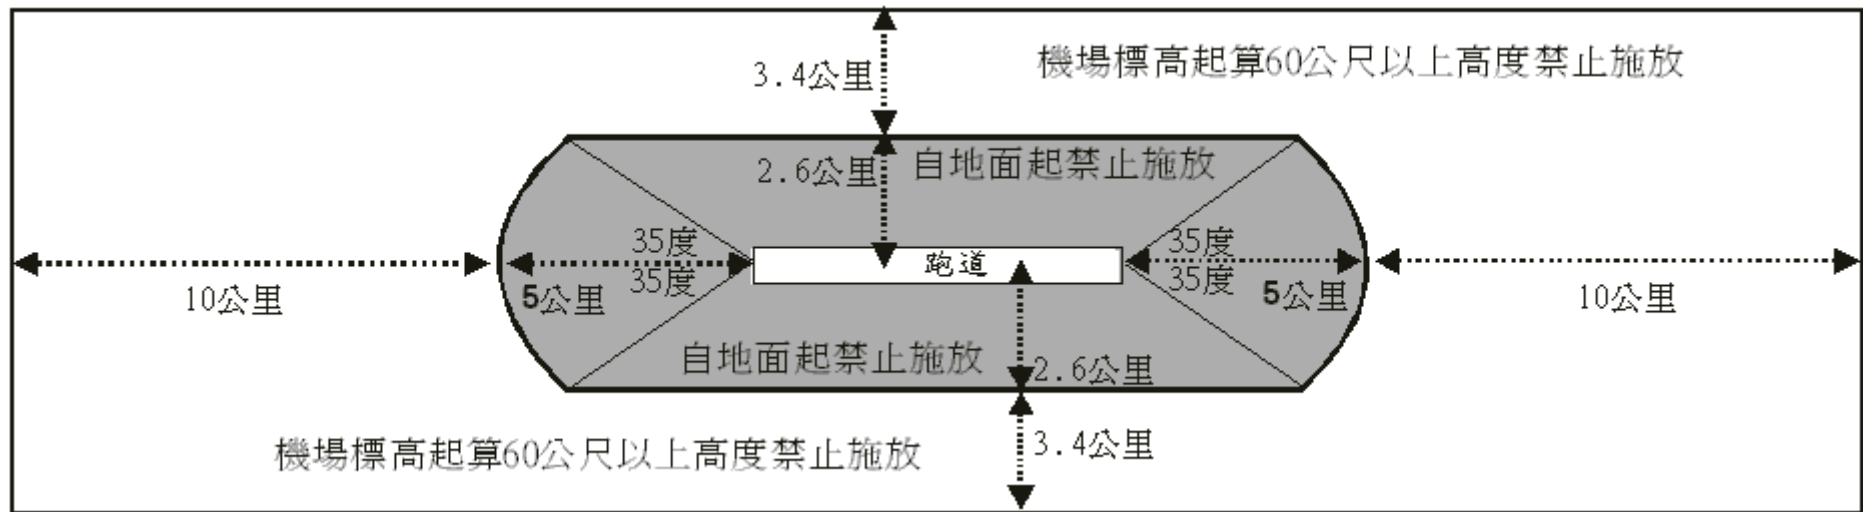 機場標高起算60公尺以上高度禁止施放
3.4公里
2.6公里
自地面起禁止施放
35度
35度
跑道
35度
35度
10公里
5公里
5公里
10公里
自地面起禁止施放
2.6公里
機場標高起算60公尺以上高度禁止施放
3.4公里